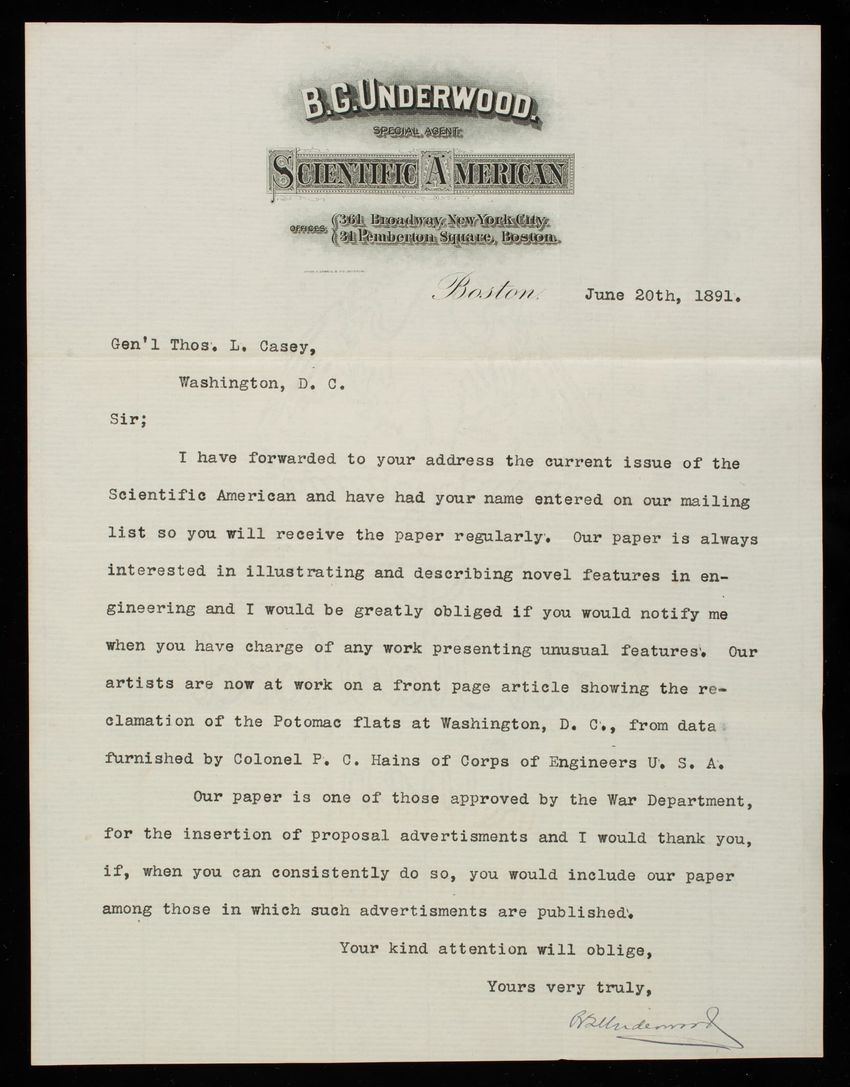 B.G. UNDERWOOD.
SPECIAL AGENT:
SCIENTIFIC AMERICAN
OFFICES: 361 Broadway, New York City.
31 Pemberton Square, Boston.
Boston, June 20th, 1891.
Gen'l Thos. L. Casey,
Washington, D. C.
Sir;
I have forwarded to your address the current issue of the
Scientific American and have had your name entered on our mailing
list so you will receive the paper regularly. Our paper is always
interested in illustrating and describing novel features in en-
gineering and I would be greatly obliged if you would notify me
when you have charge of any work presenting unusual features. Our
artists are now at work on a front page article showing the re-
clamation of the Potomac flats at Washington, D. C., from data
furnished by Colonel P. C. Hains of Corps of Engineers U. S. A.
Our paper is one of those approved by the War Department,
for the insertion of proposal advertisments and I would thank you,
if, when you can consistently do so, you would include our paper
among those in which such advertisments are published.
Your kind attention will oblige,
Yours very truly,
B G Underwood